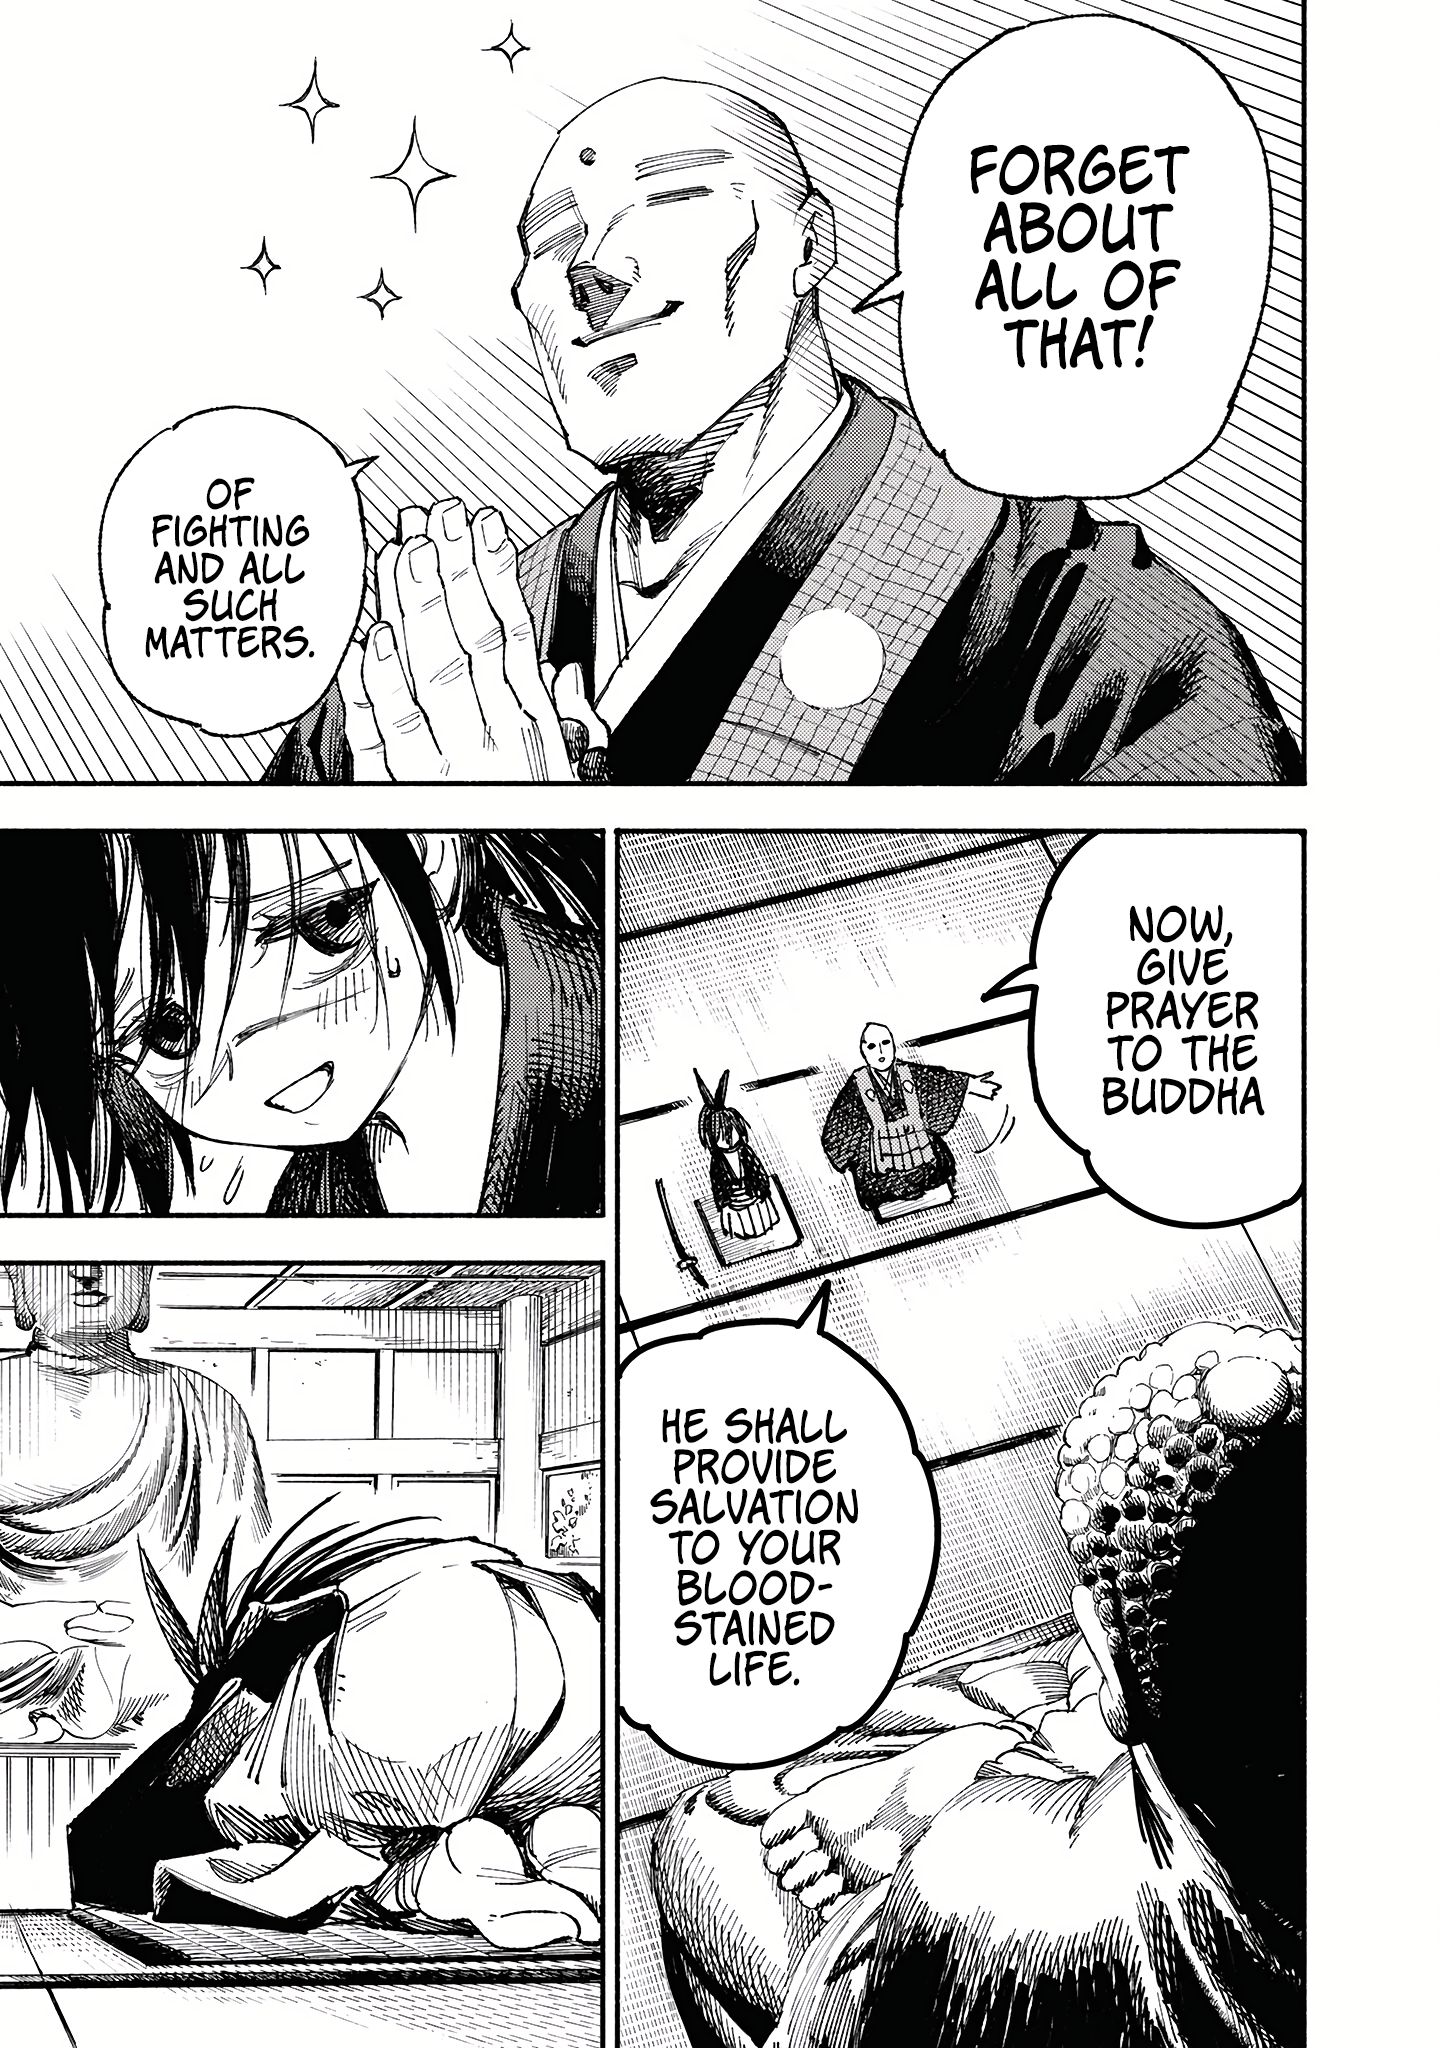 FORGET
ABOUT
ALL OF
THAT!
OF
FIGHTING
AND ALL
SUCH
MATTERS.
NOW,
GIVE
PRAYER
TO THE
BUDDHA
HE SHALL
PROVIDE
SALVATION
TO YOUR
BLOOD-
STAINED
LIFE.